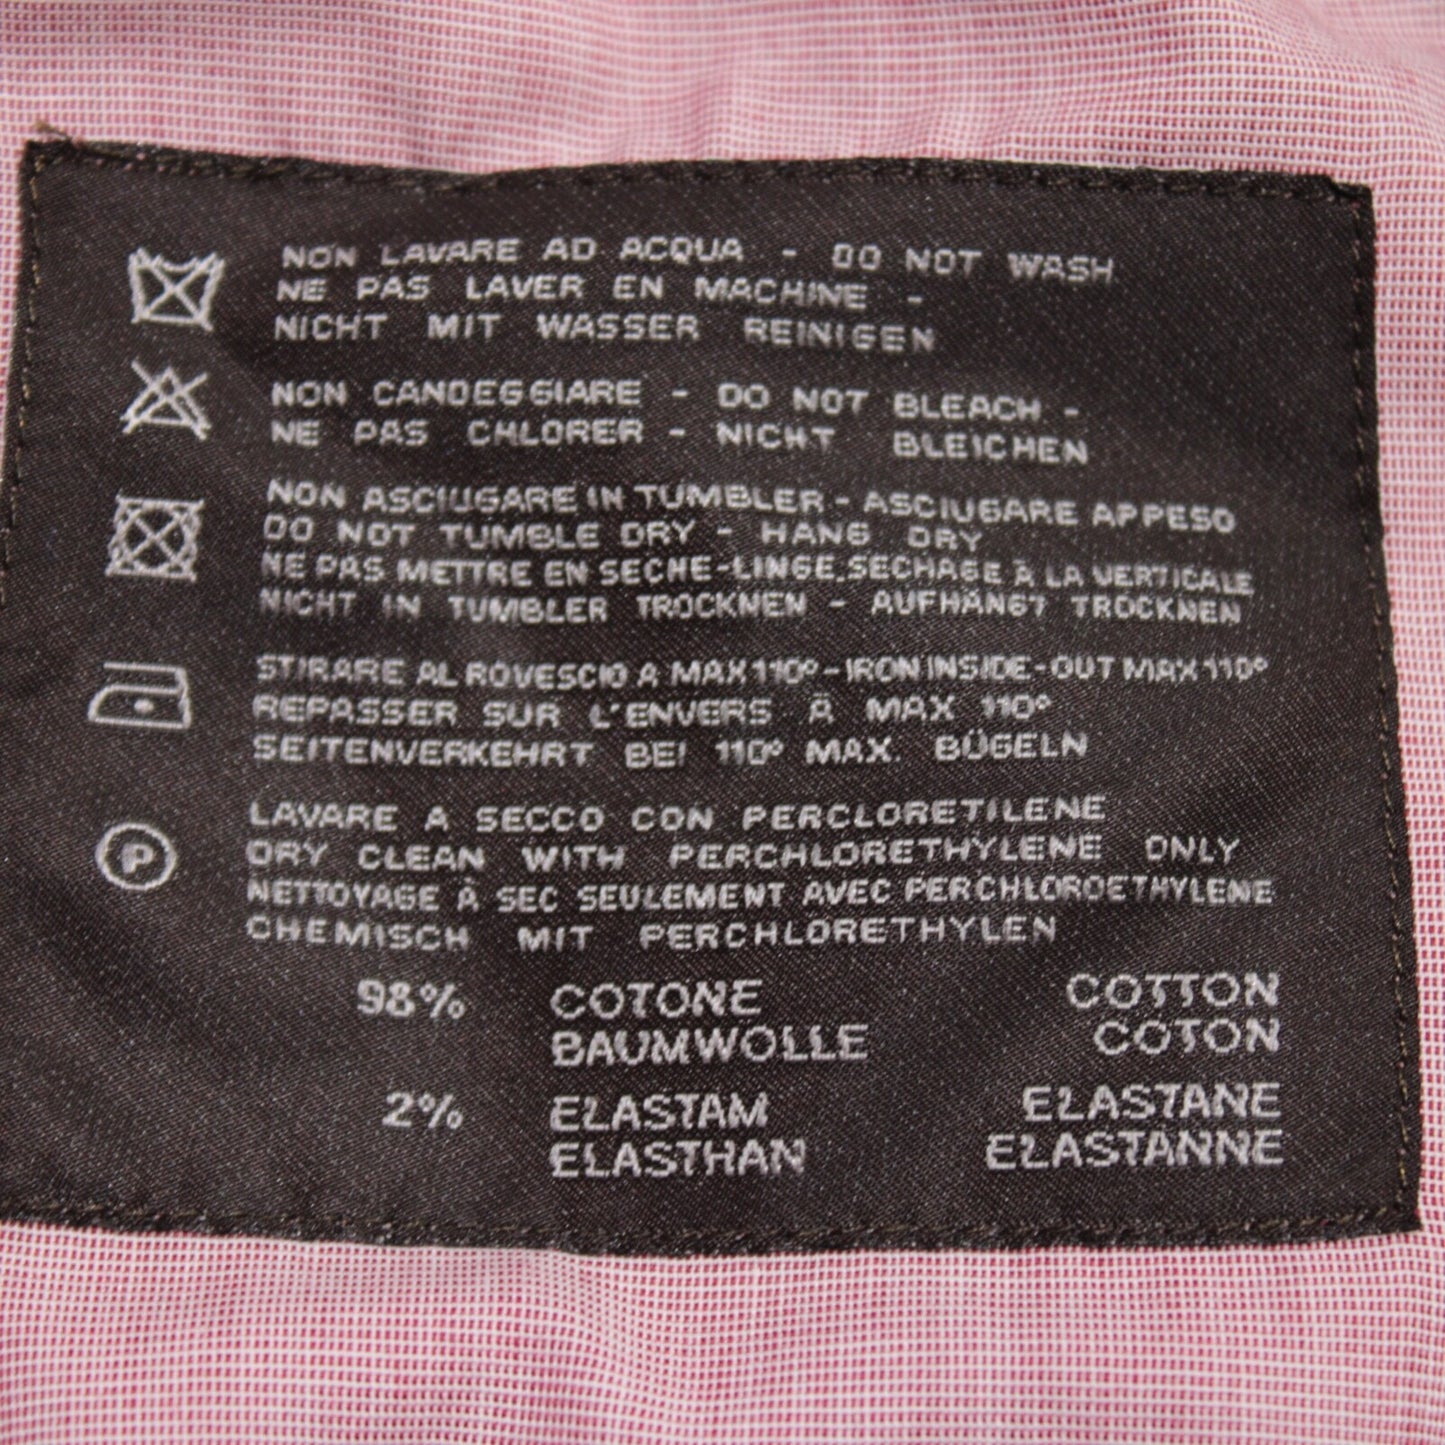 NON LAVARE AD ACQUA - DO NOT WASH
NE PAS LAVER EN MACHINE -
NICHT MIT WASSER REINIGEN
NON CANDEGGIARE - DO NOT BLEACH -
NE PAS CHLORER - NICHT BLEICHEN
NON ASCIUGARE IN TUMBLER - ASCIUGARE APPESO
DO NOT TUMBLE DRY - HANG DRY
NE PAS METTRE EN SECHE-LINGE.SECHAGE À LA VERTICALE
NICHT IN TUMBLER TROCKNEN - AUFHÄNGT TROCKNEN
STIRARE AL ROVESCIO A MAX 110° - IRON INSIDE-OUT MAX 110°
REPASSER SUR L'ENVERS À MAX 110°
SEITENVERKEHRT BEI 110° MAX. BÜGELN
P
LAVARE A SECCO CON PERCLORETILENE
DRY CLEAN WITH PERCHLORETHYLENE ONLY
NETTOYAGE À SEC SEULEMENT AVEC PERCHLOROETHYLENE
CHEMISCH MIT PERCHLORETHYLEN
98% COTONE COTTON
BAUMWOLLE COTON
2% ELASTAM ELASTANE
ELASTHAN ELASTANNE